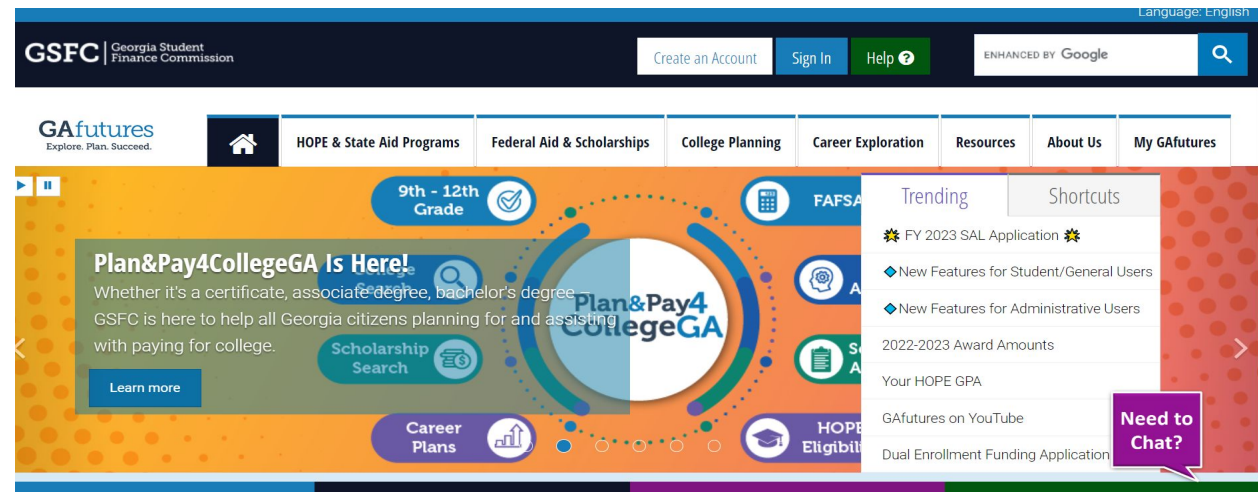 Language: English
GSFC
Georgia Student
Finance Commission
Create an Account
Sign In
Help
ENHANCED BY Google
GAfutures
Explore. Plan. Succeed.
HOPE & State Aid Programs
Federal Aid & Scholarships
College Planning
Career Exploration
Resources
About Us
My GAfutures
9th - 12th
Grade
College
Search
Scholarship
Search
Career
Plans
Plan&Pay4
CollegeGA
FAFSA
HOPE
Plan&Pay4CollegeGA Is Here!
Whether it's a certificate, associate degree, bachelor's degree –
GSFC is here to help all Georgia citizens planning for and assisting
with paying for college.
Learn more
Trending
Shortcuts
FY 2023 SAL Application
New Features for Student/General Users
New Features for Administrative Users
2022-2023 Award Amounts
Your HOPE GPA
GAfutures on YouTube
Dual Enrollment Funding Application
Need to
Chat?